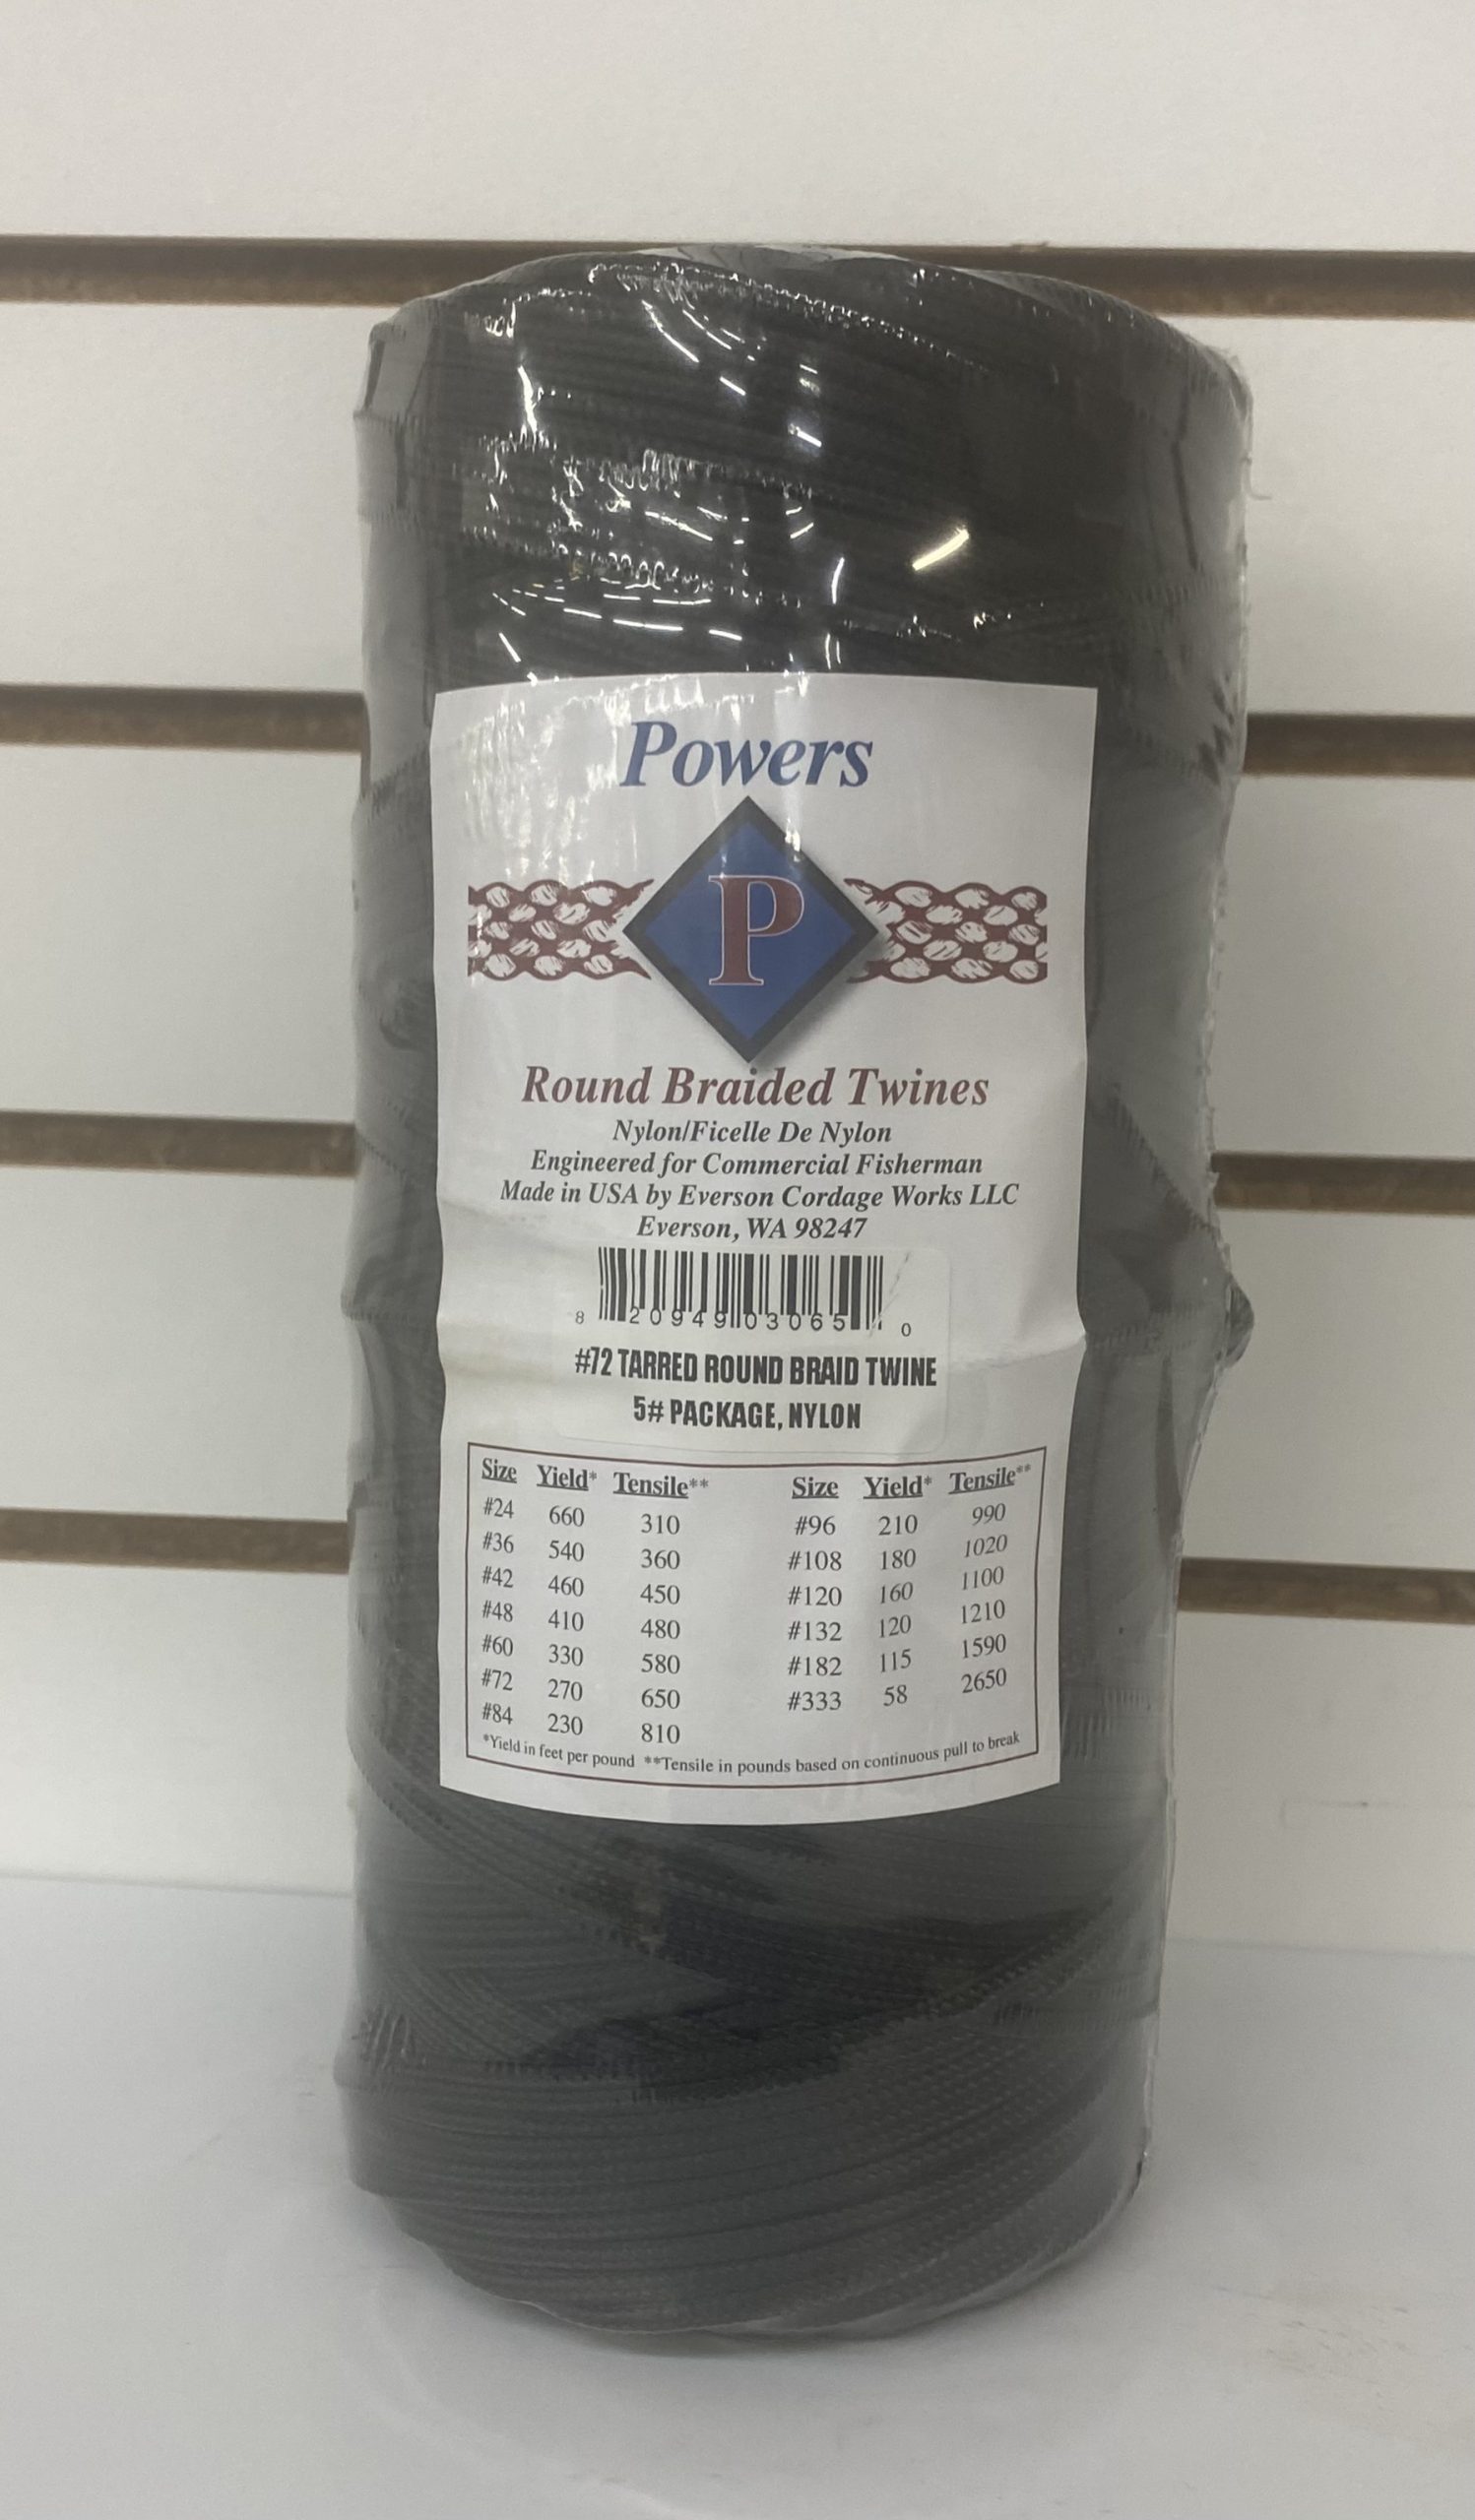 Powers
P
Round Braided Twines
Nylon/Ficelle De Nylon
Engineered for Commercial Fisherman
Made in USA by Everson Cordage Works LLC
Everson, WA 98247
8 20949 03065 0
#72 TARRED ROUND BRAID TWINE
5# PACKAGE, NYLON
Size Yield* Tensile** Size Yield* Tensile**
#24 660 310 #96 210 990
#36 540 360 #108 180 1020
#42 460 450 #120 160 1100
#48 410 480 #132 120 1210
#60 330 580 #182 115 1590
#72 270 650 #333 58 2650
#84 230 810
*Yield in feet per pound **Tensile in pounds based on continuous pull to break